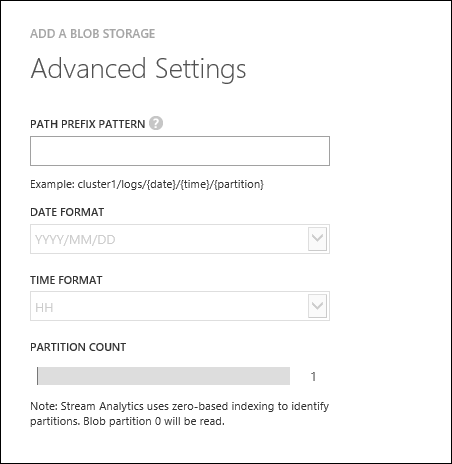 ADD A BLOB STORAGE
Advanced Settings
PATH PREFIX PATTERN ?
Example: cluster1/logs/{date}/{time}/{partition}
DATE FORMAT
YYYY/MM/DD
TIME FORMAT
HH
PARTITION COUNT
1
Note: Stream Analytics uses zero-based indexing to identify
partitions. Blob partition 0 will be read.